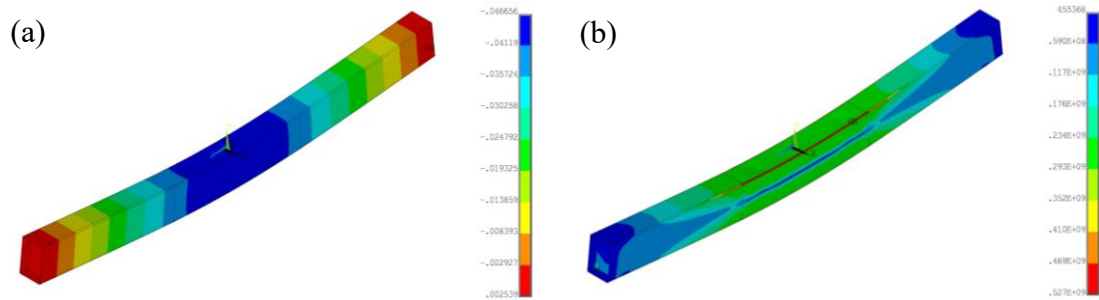 (a)
-.046656
-.04119
-.035724
-.030258
-.024792
-.019325
-.013859
-.008393
-.002927
.002539
(b)
455368
.590E+08
.117E+09
.176E+09
.234E+09
.293E+09
.352E+09
.410E+09
.469E+09
.527E+09